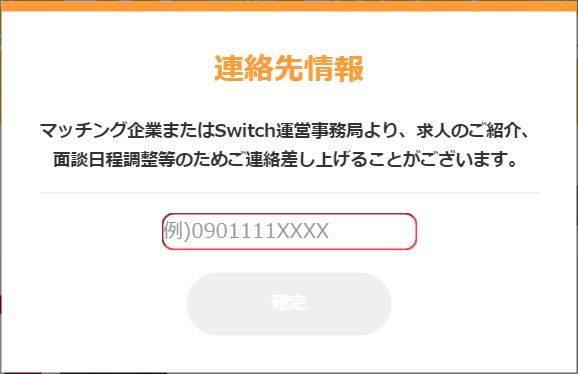 連絡先情報
マッチング企業またはSwitch運営事務局より、求人のご紹介、
面談日程調整等のためご連絡差し上げることがございます。
例)0901111XXXX
確定